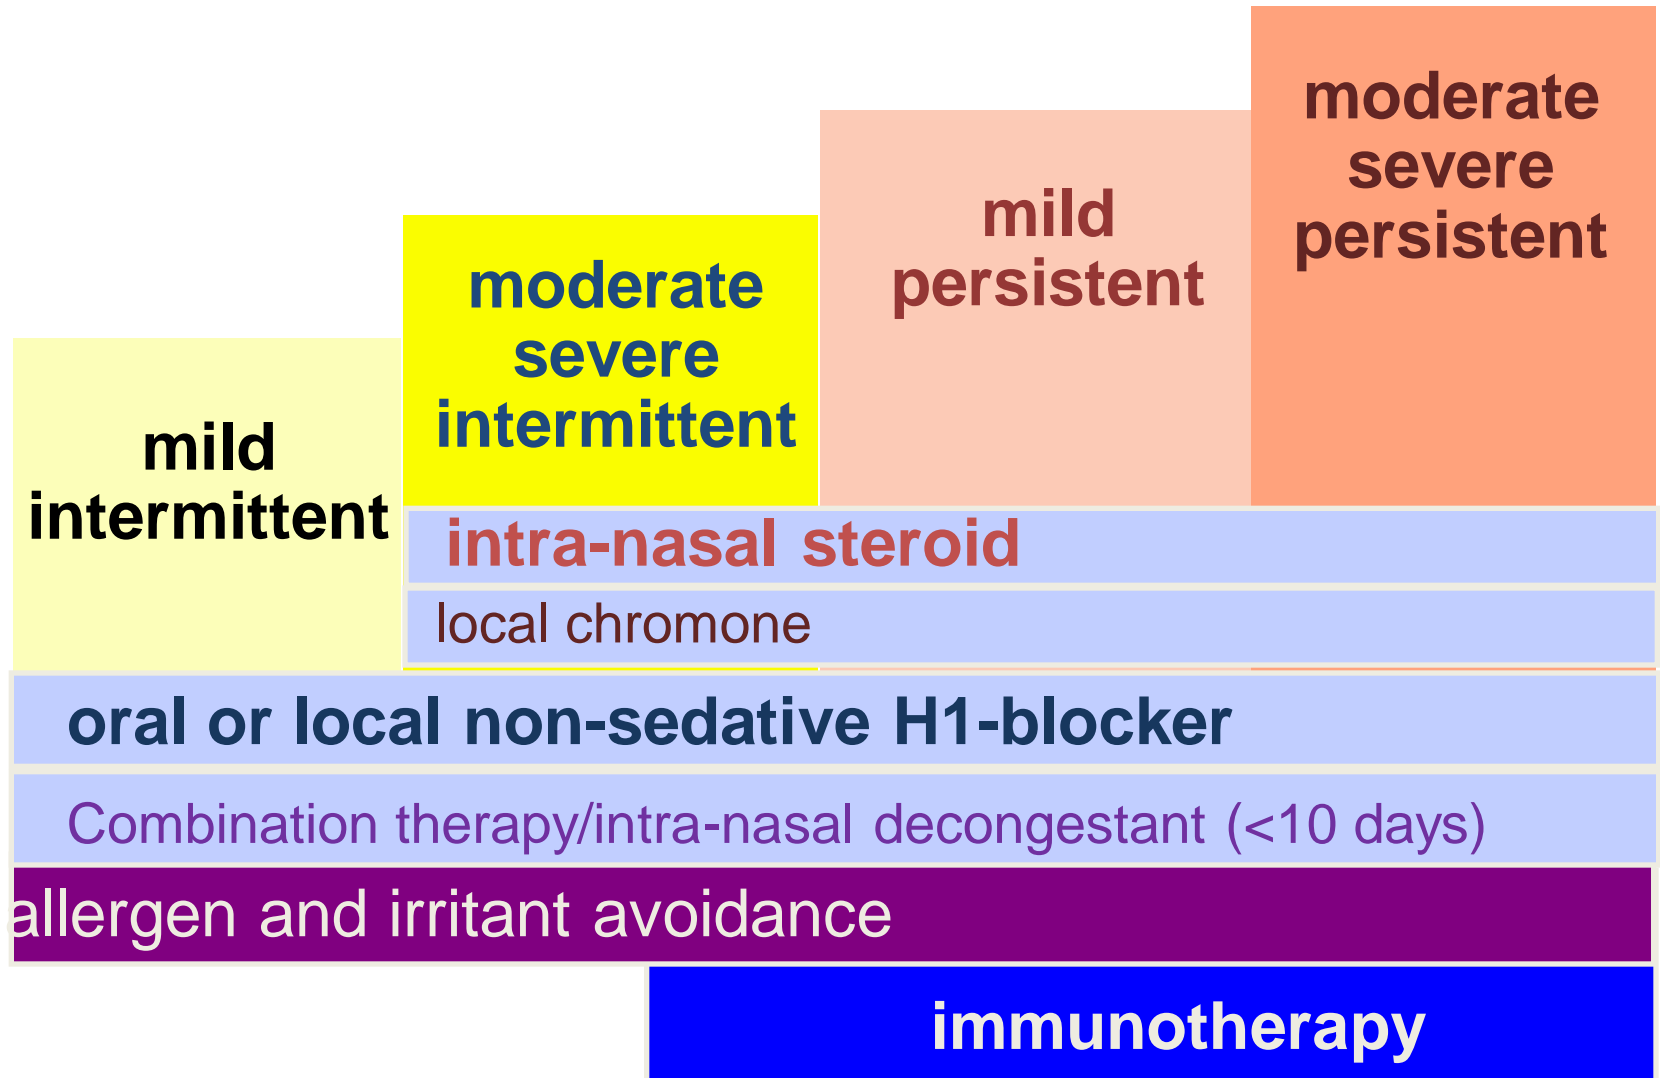 mild
intermittent
moderate
severe
intermittent
mild
persistent
moderate
severe
persistent
intra-nasal steroid
local chromone
oral or local non-sedative H1-blocker
Combination therapy/intra-nasal decongestant (<10 days)
allergen and irritant avoidance
immunotherapy